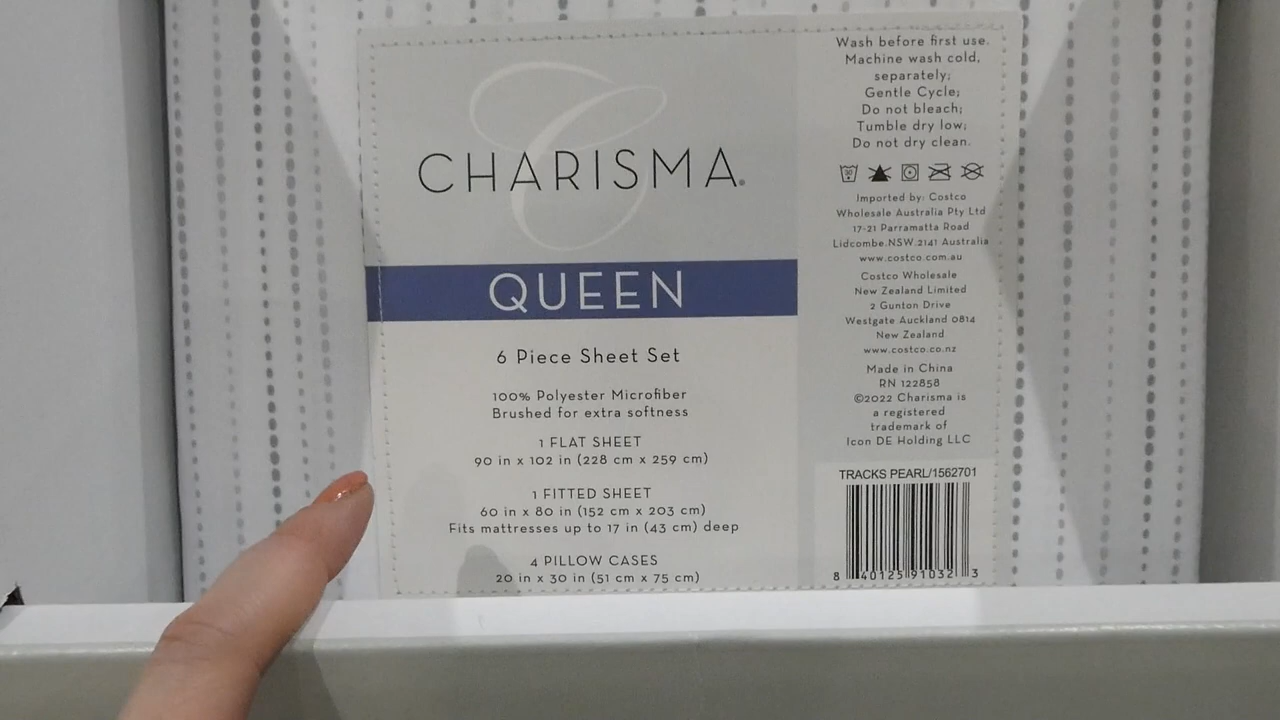 CHARISMA®
QUEEN
6 Piece Sheet Set
100% Polyester Microfiber
Brushed for extra softness
1 FLAT SHEET
90 in x 102 in (228 cm x 259 cm)
1 FITTED SHEET
60 in x 80 in (152 cm x 203 cm)
Fits mattresses up to 17 in (43 cm) deep
4 PILLOW CASES
20 in x 30 in (51 cm x 75 cm)
Wash before first use.
Machine wash cold,
separately;
Gentle Cycle;
Do not bleach;
Tumble dry low;
Do not dry clean.
30
Imported by: Costco
Wholesale Australia Pty Ltd
17-21 Parramatta Road
Lidcombe.NSW.2141 Australia
www.costco.com.au
Costco Wholesale
New Zealand Limited
2 Gunton Drive
Westgate Auckland 0814
New Zealand
www.costco.co.nz
Made in China
RN 122858
©2022 Charisma is
a registered
trademark of
Icon DE Holding LLC
TRACKS PEARL/1562701
8 40125 91032 3